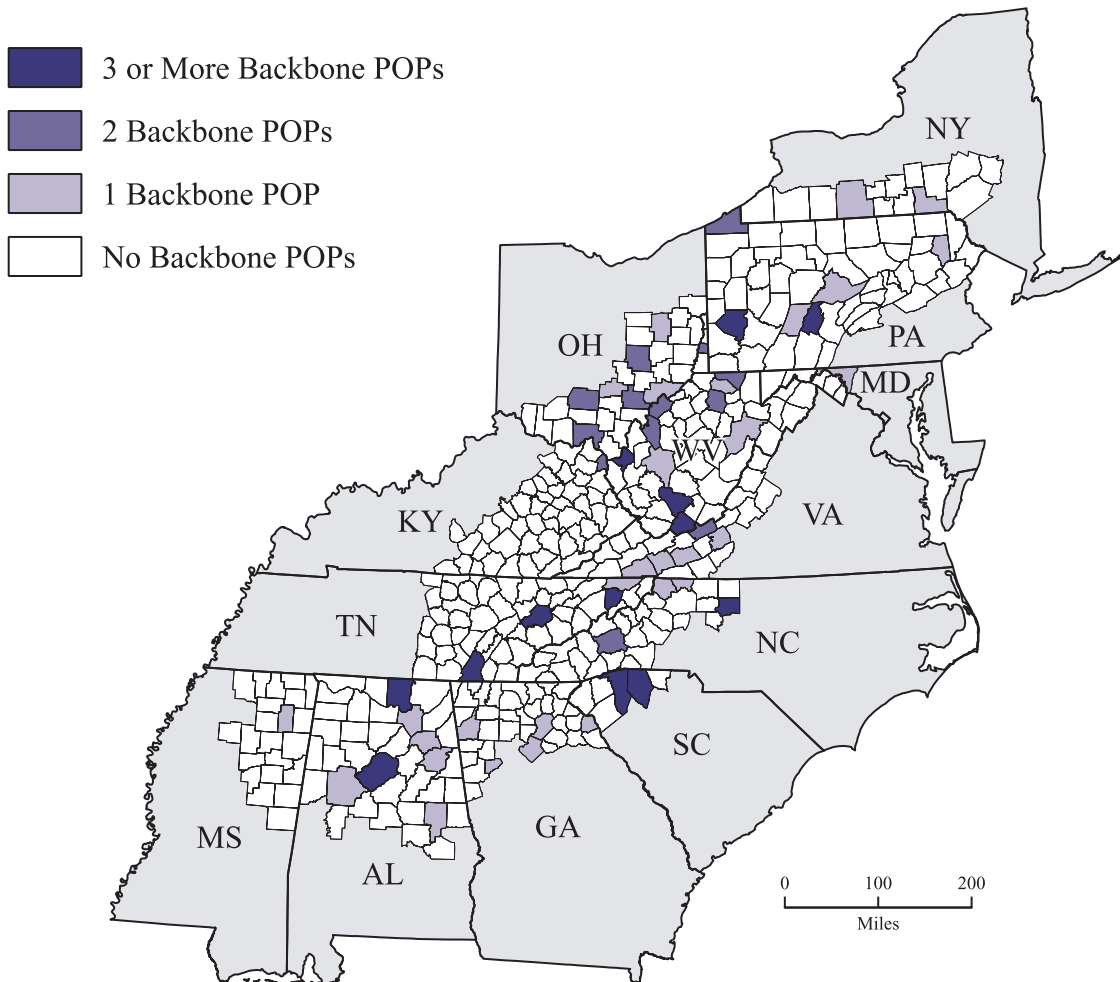 3 or More Backbone POPs
2 Backbone POPs
1 Backbone POP
No Backbone POPs
NY
OH
PA
MD
WV
KY
VA
TN
NC
SC
MS
GA
AL
0 100 200
Miles